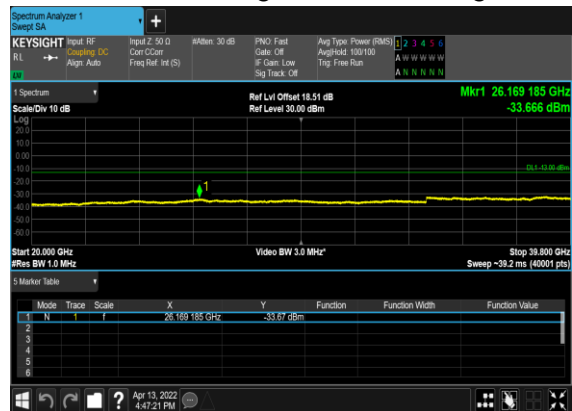 Spectrum Analyzer 1
Swept SA
+
KEYSIGHT Input: RF Input Z: 50 Ω #Atten: 30 dB PNO: Fast Avg Type: Power (RMS) 1 2 3 4 5 6
RL Coupling: DC Corr CCorr Gate: Off Avg|Hold: 100/100 A W W W W W
Align: Auto Freq Ref: Int (S) IF Gain: Low Trig: Free Run
Sig Track: Off A N N N N N
1 Spectrum Ref Lvl Offset 18.51 dB Mkr1 26.169 185 GHz
Scale/Div 10 dB Ref Level 30.00 dBm -33.666 dBm
Log
20.0
10.0
0.00
-10.0 DL1 -13.00 dBm
-20.0
1
-30.0
-40.0
-50.0
-60.0
Start 20.000 GHz Video BW 3.0 MHz* Stop 39.800 GHz
#Res BW 1.0 MHz Sweep ~39.2 ms (40001 pts)
5 Marker Table
Mode Trace Scale X Y Function Function Width Function Value
1 N 1 f 26.169 185 GHz -33.67 dBm
2
3
4
5
6
? Apr 13, 2022
4:47:21 PM